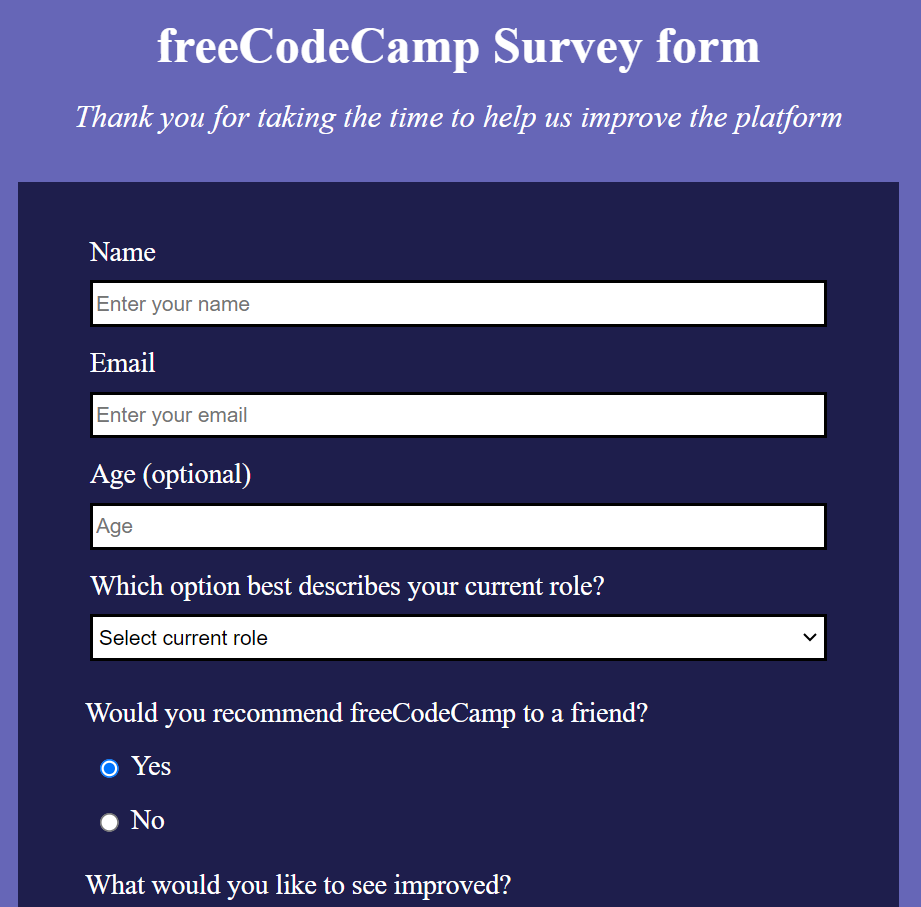 freeCodeCamp Survey form
Thank you for taking the time to help us improve the platform
Name
Enter your name
Email
Enter your email
Age (optional)
Age
Which option best describes your current role?
Select current role
Would you recommend freeCodeCamp to a friend?
Yes
No
What would you like to see improved?